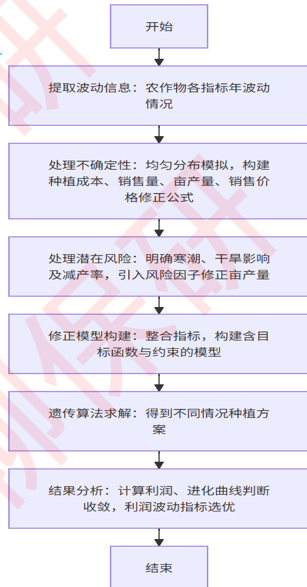 开始
提取波动信息：农作物各指标年波动
情况
处理不确定性：均匀分布模拟，构建
种植成本、销售量、亩产量、销售价
格修正公式
处理潜在风险：明确寒潮、干旱影响
及减产率，引入风险因子修正亩产量
修正模型构建：整合指标，构建含目
标函数与约束的模型
遗传算法求解：得到不同情况种植方
案
结果分析：计算利润、进化曲线判断
收敛，利润波动指标选优
结束
保研